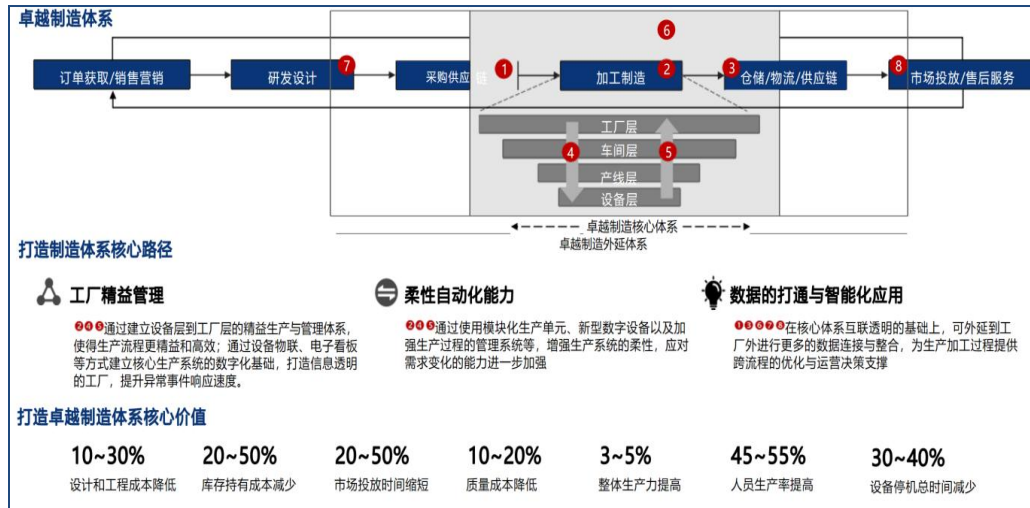 卓越制造体系
6
订单获取/销售营销
研发设计
7
采购供应链
1
加工制造
2
3
仓储/物流/供应链
8
市场投放/售后服务
工厂层
4
车间层
5
产线层
设备层
卓越制造核心体系
卓越制造外延体系
打造制造体系核心路径
工厂精益管理
❷❹❺通过建立设备层到工厂层的精益生产与管理体系，
使得生产流程更精益和高效；通过设备物联、电子看板
等方式建立核心生产系统的数字化基础，打造信息透明
的工厂，提升异常事件响应速度。
柔性自动化能力
❷❹❺通过使用模块化生产单元、新型数字设备以及加
强生产过程的管理系统等，增强生产系统的柔性，应对
需求变化的能力进一步加强
数据的打通与智能化应用
❶❸❻❼❽在核心体系互联透明的基础上，可外延到工
厂外进行更多的数据连接与整合，为生产加工过程提供
跨流程的优化与运营决策支撑
打造卓越制造体系核心价值
10~30%
设计和工程成本降低
20~50%
库存持有成本减少
20~50%
市场投放时间缩短
10~20%
质量成本降低
3~5%
整体生产力提高
45~55%
人员生产率提高
30~40%
设备停机总时间减少